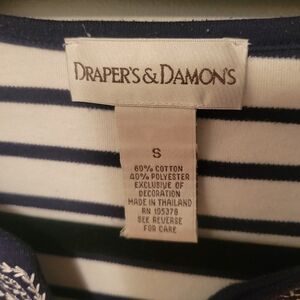 DRAPER'S & DAMON'S
S
60% COTTON
40% POLYESTER
EXCLUSIVE OF
DECORATION
MADE IN THAILAND
RN 105378
SEE REVERSE
FOR CARE